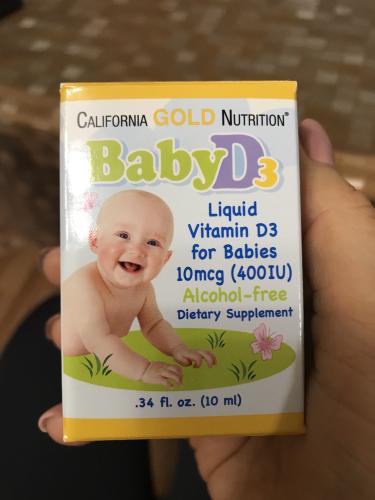 CALIFORNIA GOLD NUTRITION®
BabyD3
Liquid
Vitamin D3
for Babies
10mcg (400IU)
Alcohol-free
Dietary Supplement
.34 fl. oz. (10 ml)